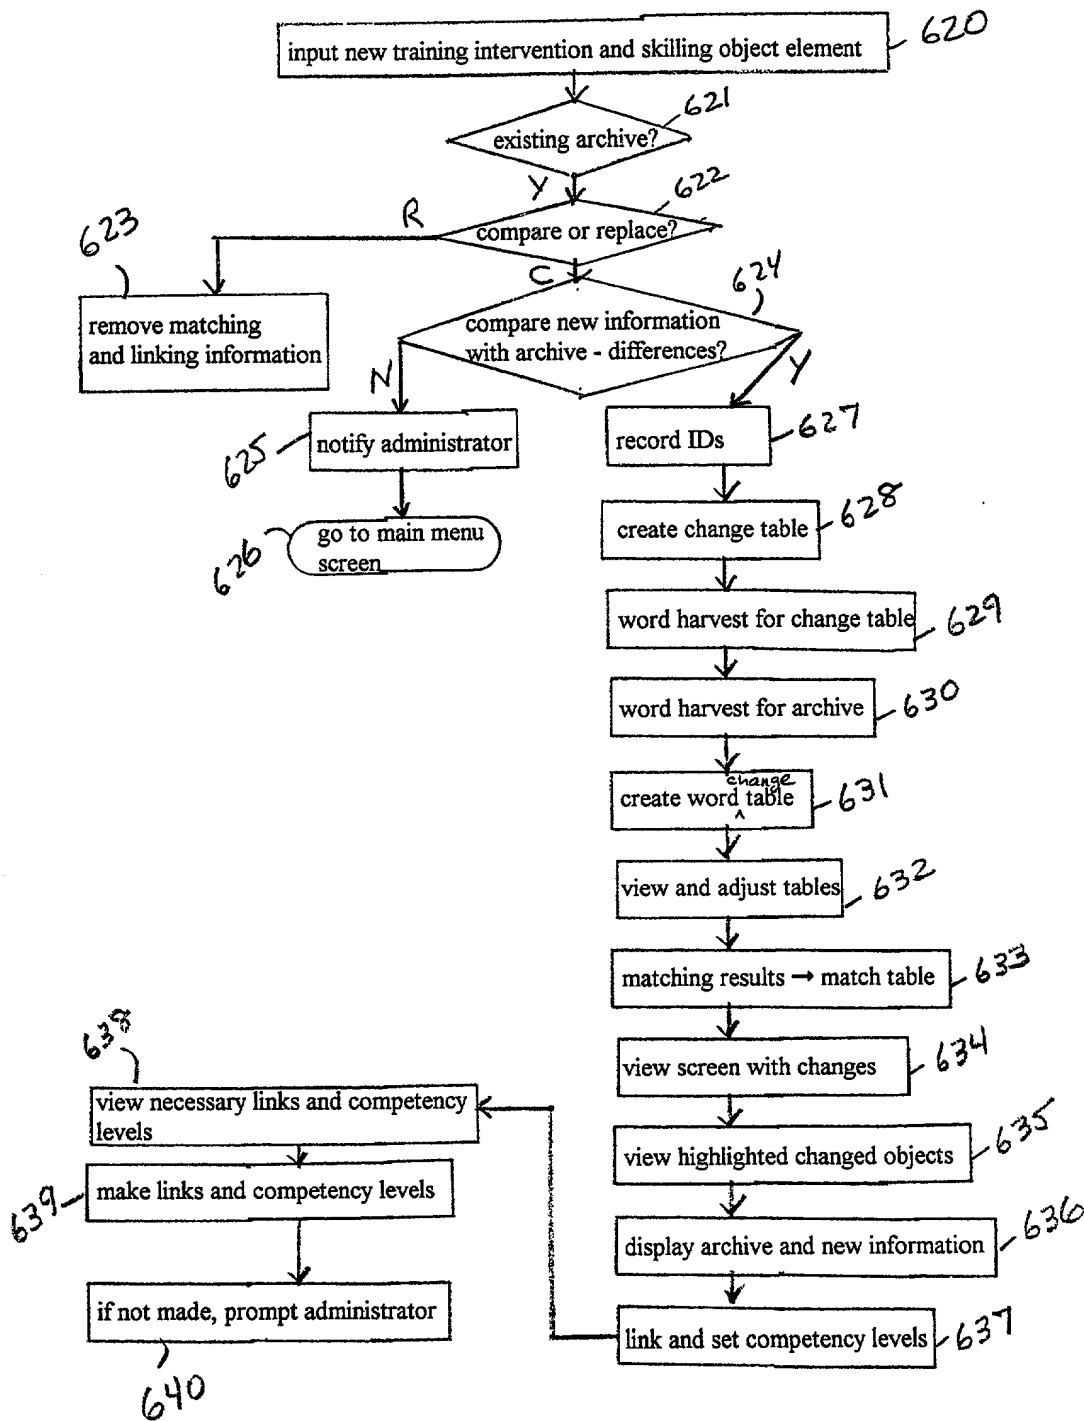 input new training intervention and skilling object element
620
existing archive?
621
Y
compare or replace?
622
R
623
remove matching
and linking information
C
compare new information
with archive - differences?
624
N
Y
notify administrator
625
go to main menu
screen
626
record IDs
627
create change table
628
word harvest for change table
629
word harvest for archive
630
change
create word ^ table
631
view and adjust tables
632
matching results → match table
633
view screen with changes
634
view highlighted changed objects
635
display archive and new information
636
link and set competency levels
637
638
view necessary links and competency
levels
make links and competency levels
639
if not made, prompt administrator
640